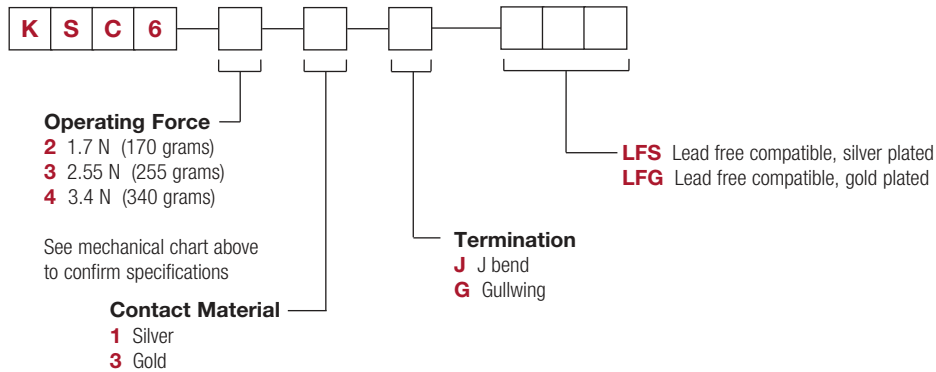 K S C 6
Operating Force
2 1.7 N (170 grams)
3 2.55 N (255 grams)
4 3.4 N (340 grams)
See mechanical chart above
to confirm specifications
Contact Material
1 Silver
3 Gold
Termination
J J bend
G Gullwing
LFS Lead free compatible, silver plated
LFG Lead free compatible, gold plated